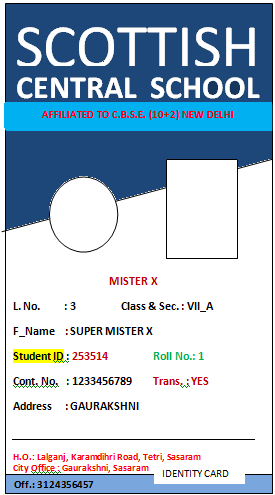 SCOTTISH
CENTRAL SCHOOL
AFFILIATED TO C.B.S.E. (10+2) NEW DELHI
MISTER X
L. No. : 3 Class & Sec. : VII_A
F_Name : SUPER MISTER X
Student ID : 253514 Roll No.: 1
Cont. No. : 1233456789 Trans, : YES
Address : GAURAKSHNI
H.O.: Lalganj, Karamdihri Road, Tetri, Sasaram
City Office : Gaurakshni, Sasaram
IDENTITY CARD
Off.: 3124356457